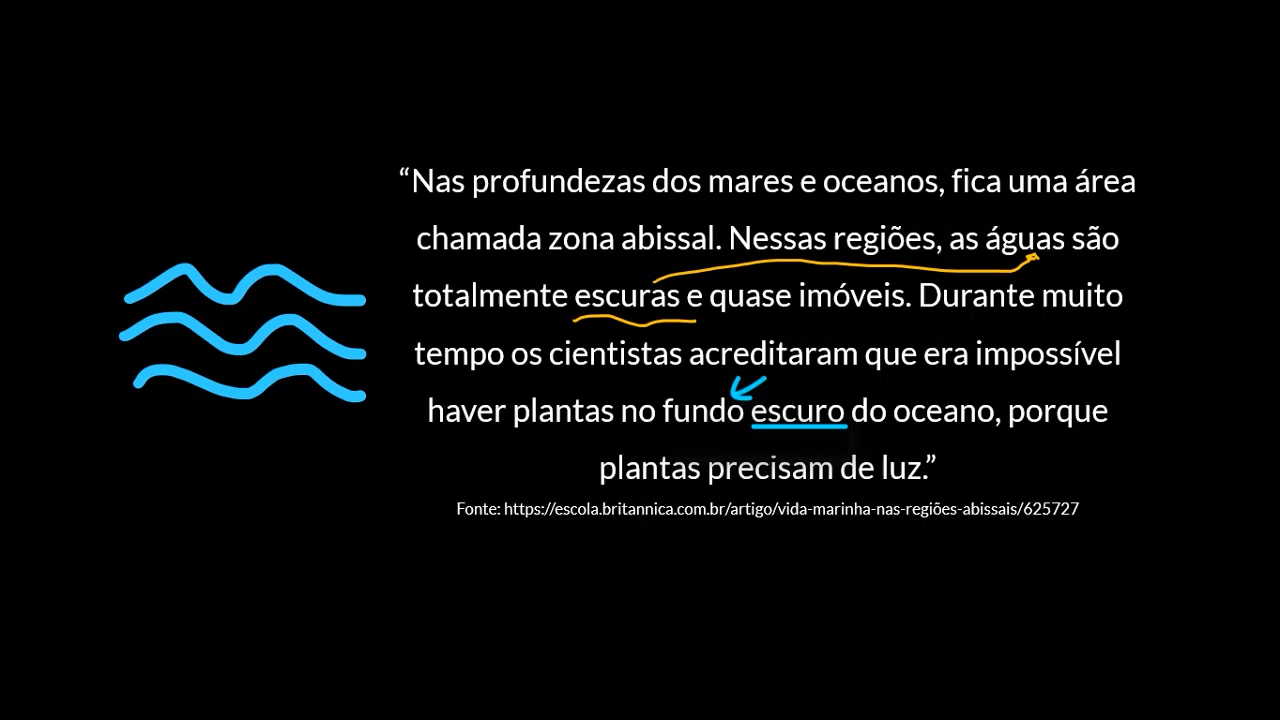 “Nas profundezas dos mares e oceanos, fica uma área
chamada zona abissal. Nessas regiões, as águas são
totalmente escuras e quase imóveis. Durante muito
tempo os cientistas acreditaram que era impossível
haver plantas no fundo escuro do oceano, porque
plantas precisam de luz.”
Fonte: https://escola.britannica.com.br/artigo/vida-marinha-nas-regiões-abissais/625727